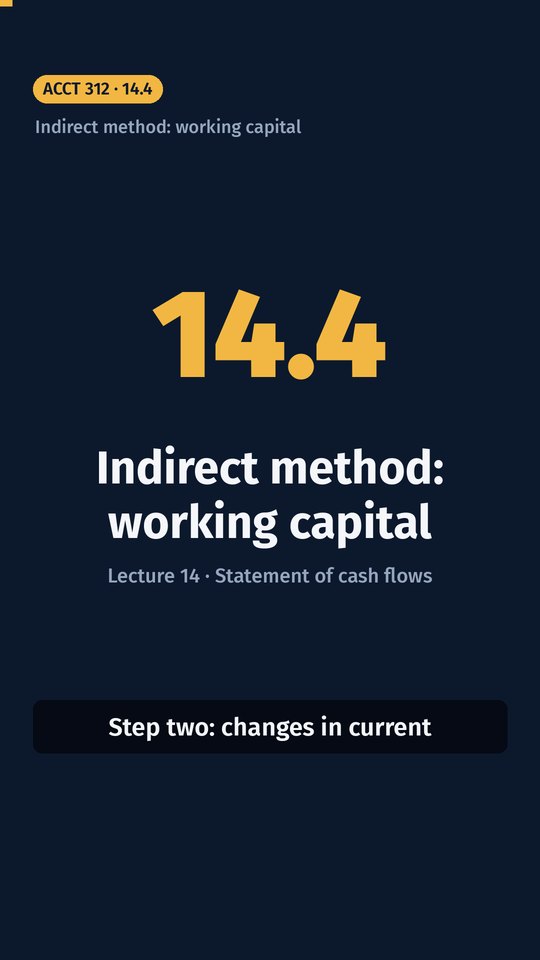 ACCT 312 · 14.4
Indirect method: working capital
14.4
Indirect method:
working capital
Lecture 14 · Statement of cash flows
Step two: changes in current